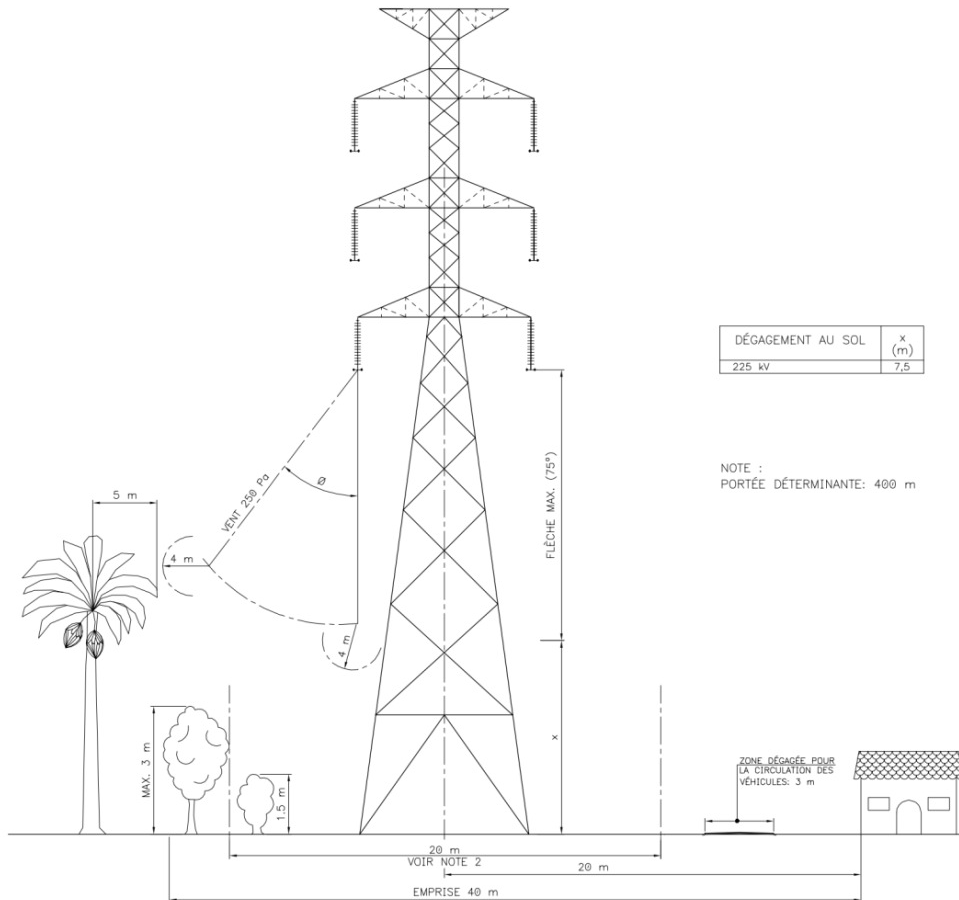 DÉGAGEMENT AU SOL
x
(m)
225 kV
7,5
NOTE :
PORTÉE DÉTERMINANTE: 400 m
5 m
VENT 250 Pa
Ø
4 m
4 m
FLÈCHE MAX. (75°)
x
MAX. 3 m
1.5 m
ZONE DÉGAGÉE POUR
LA CIRCULATION DES
VÉHICULES: 3 m
20 m
VOIR NOTE 2
20 m
EMPRISE 40 m